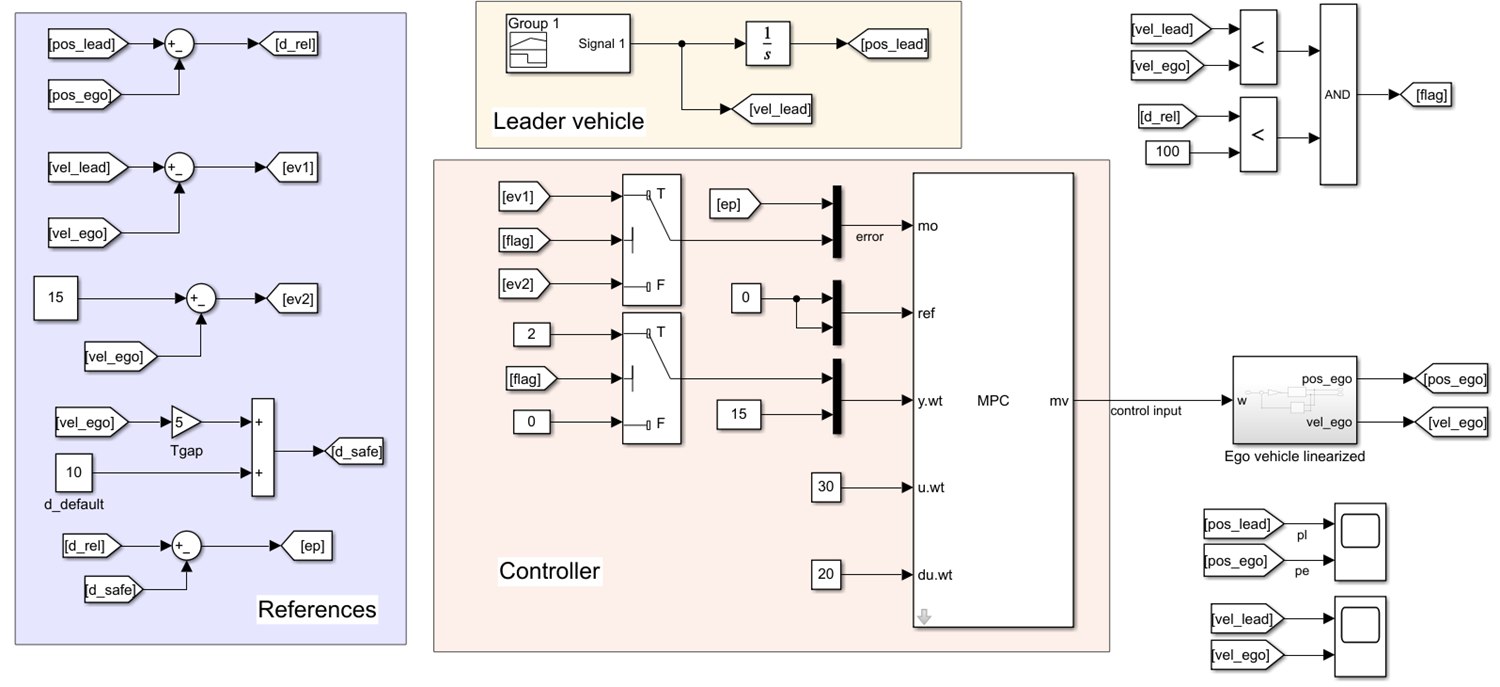 [pos_lead]
+
_
[d_rel]
[pos_ego]
[vel_lead]
+
_
[ev1]
[vel_ego]
15
+
_
[ev2]
[vel_ego]
[vel_ego]
5
+
Tgap
[d_safe]
10
+
d_default
[d_rel]
+
_
[ep]
[d_safe]
References
Group 1
Signal 1
1
s
[pos_lead]
[vel_lead]
Leader vehicle
[ev1]
T
[flag]
[ev2]
F
2
T
[flag]
0
F
[ep]
error
0
15
30
20
mo
ref
y.wt
MPC
mv
u.wt
du.wt
Controller
control input
[vel_lead]
<
[vel_ego]
[d_rel]
<
100
AND
[flag]
w
pos_ego
vel_ego
[pos_ego]
[vel_ego]
Ego vehicle linearized
[pos_lead]
pl
[pos_ego]
pe
[vel_lead]
[vel_ego]